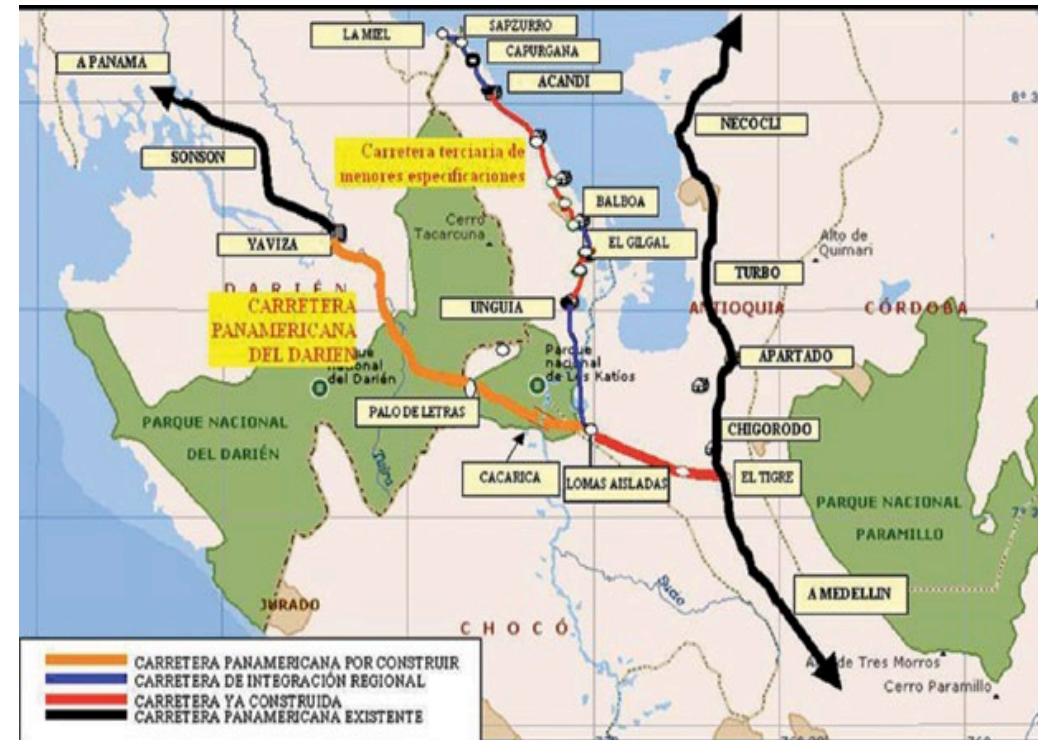 LA MIEL
SAPZURRO
CAPURGANA
ACANDI
A PANAMA
8° 3
NECOCLI
SONSON
Carretera terciaria de
menores especificaciones
BALBOA
Cerro
Tacarcuna
EL GILGAL
YAVIZA
Alto de
Quimari
TURBO
DARIÉN
UNGUIA
ANTIOQUIA
CÓRDOBA
CARRETERA
PANAMERICANA
DEL DARIEN
del Darién
Parque
nacional
de Los Katíos
APARTADO
PALO DE LETRAS
PARQUE NACIONAL
DEL DARIÉN
CHIGORODO
CACARICA
LOMAS AISLADAS
EL TIGRE
PARQUE NACIONAL
PARAMILLO
7° 3
JURADO
Sucio
A MEDELLIN
CHOCÓ
de Tres Morros
Cerro Paramillo
CARRETERA PANAMERICANA POR CONSTRUIR
CARRETERA DE INTEGRACIÓN REGIONAL
CARRETERA YA CONSTRUIDA
CARRETERA PANAMERICANA EXISTENTE